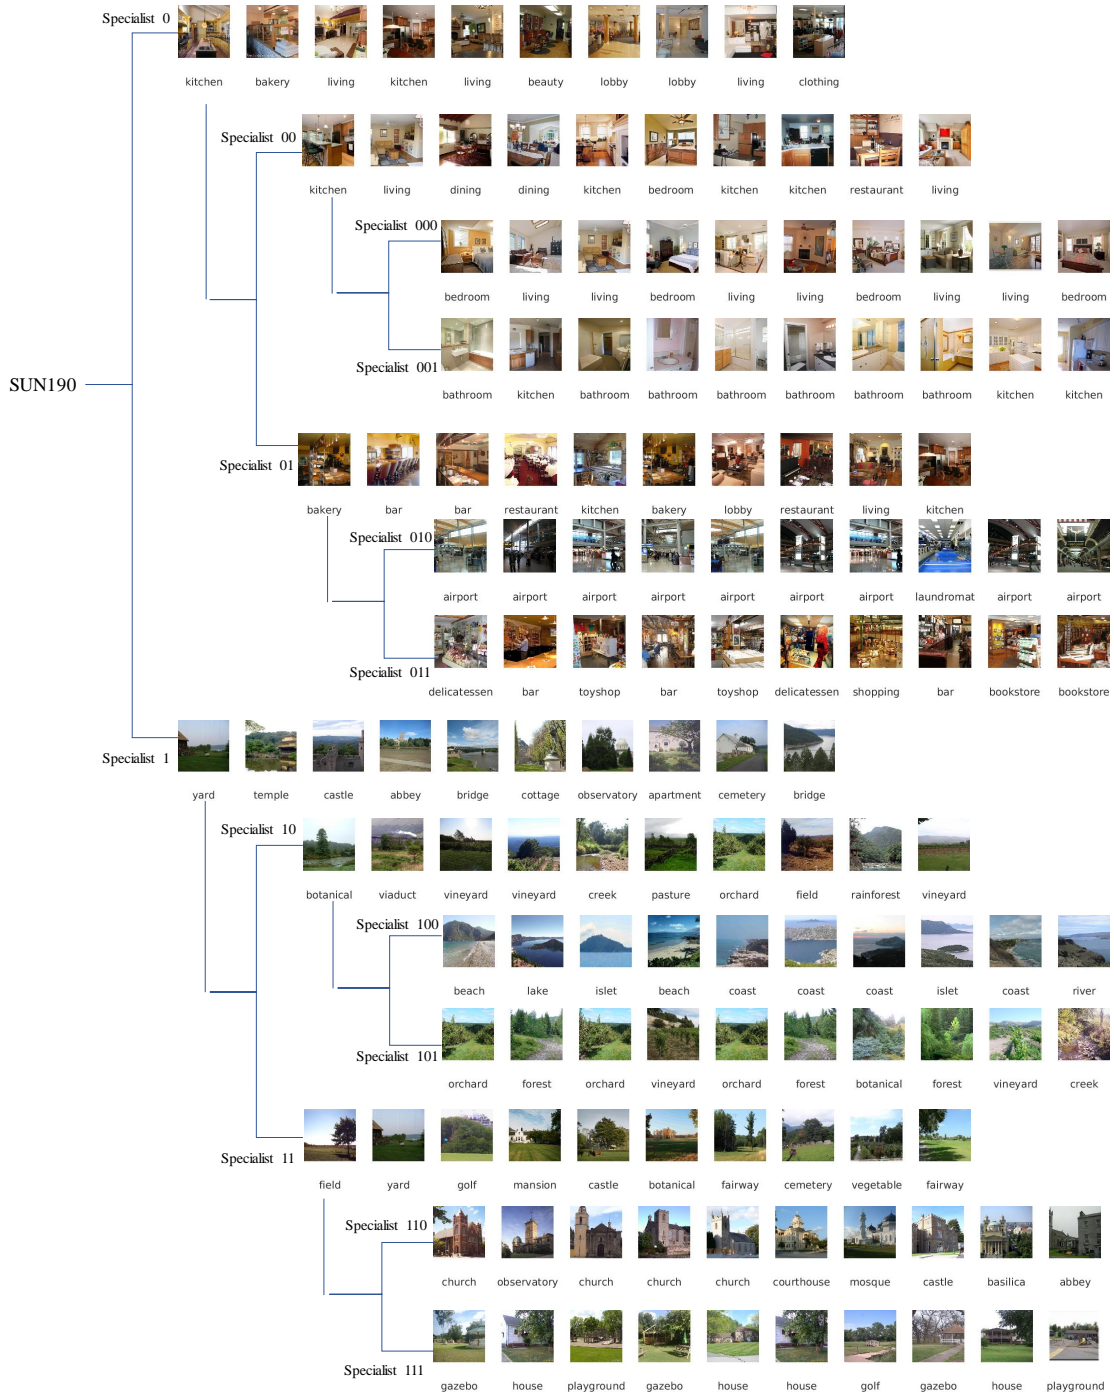 Specialist 0
kitchen bakery living kitchen living beauty lobby lobby living clothing
Specialist 00
kitchen living dining dining kitchen bedroom kitchen kitchen restaurant living
Specialist 000
bedroom living living bedroom living living bedroom living living bedroom
Specialist 001
bathroom kitchen bathroom bathroom bathroom bathroom bathroom bathroom kitchen kitchen
SUN190
Specialist 01
bakery bar bar restaurant kitchen bakery lobby restaurant living kitchen
Specialist 010
airport airport airport airport airport airport airport laundromat airport airport
Specialist 011
delicatessen bar toyshop bar toyshop delicatessen shopping bar bookstore bookstore
Specialist 1
yard temple castle abbey bridge cottage observatory apartment cemetery bridge
Specialist 10
botanical viaduct vineyard vineyard creek pasture orchard field rainforest vineyard
Specialist 100
beach lake islet beach coast coast coast islet coast river
Specialist 101
orchard forest orchard vineyard orchard forest botanical forest vineyard creek
Specialist 11
field yard golf mansion castle botanical fairway cemetery vegetable fairway
Specialist 110
church observatory church church church courthouse mosque castle basilica abbey
Specialist 111
gazebo house playground gazebo house house golf gazebo house playground